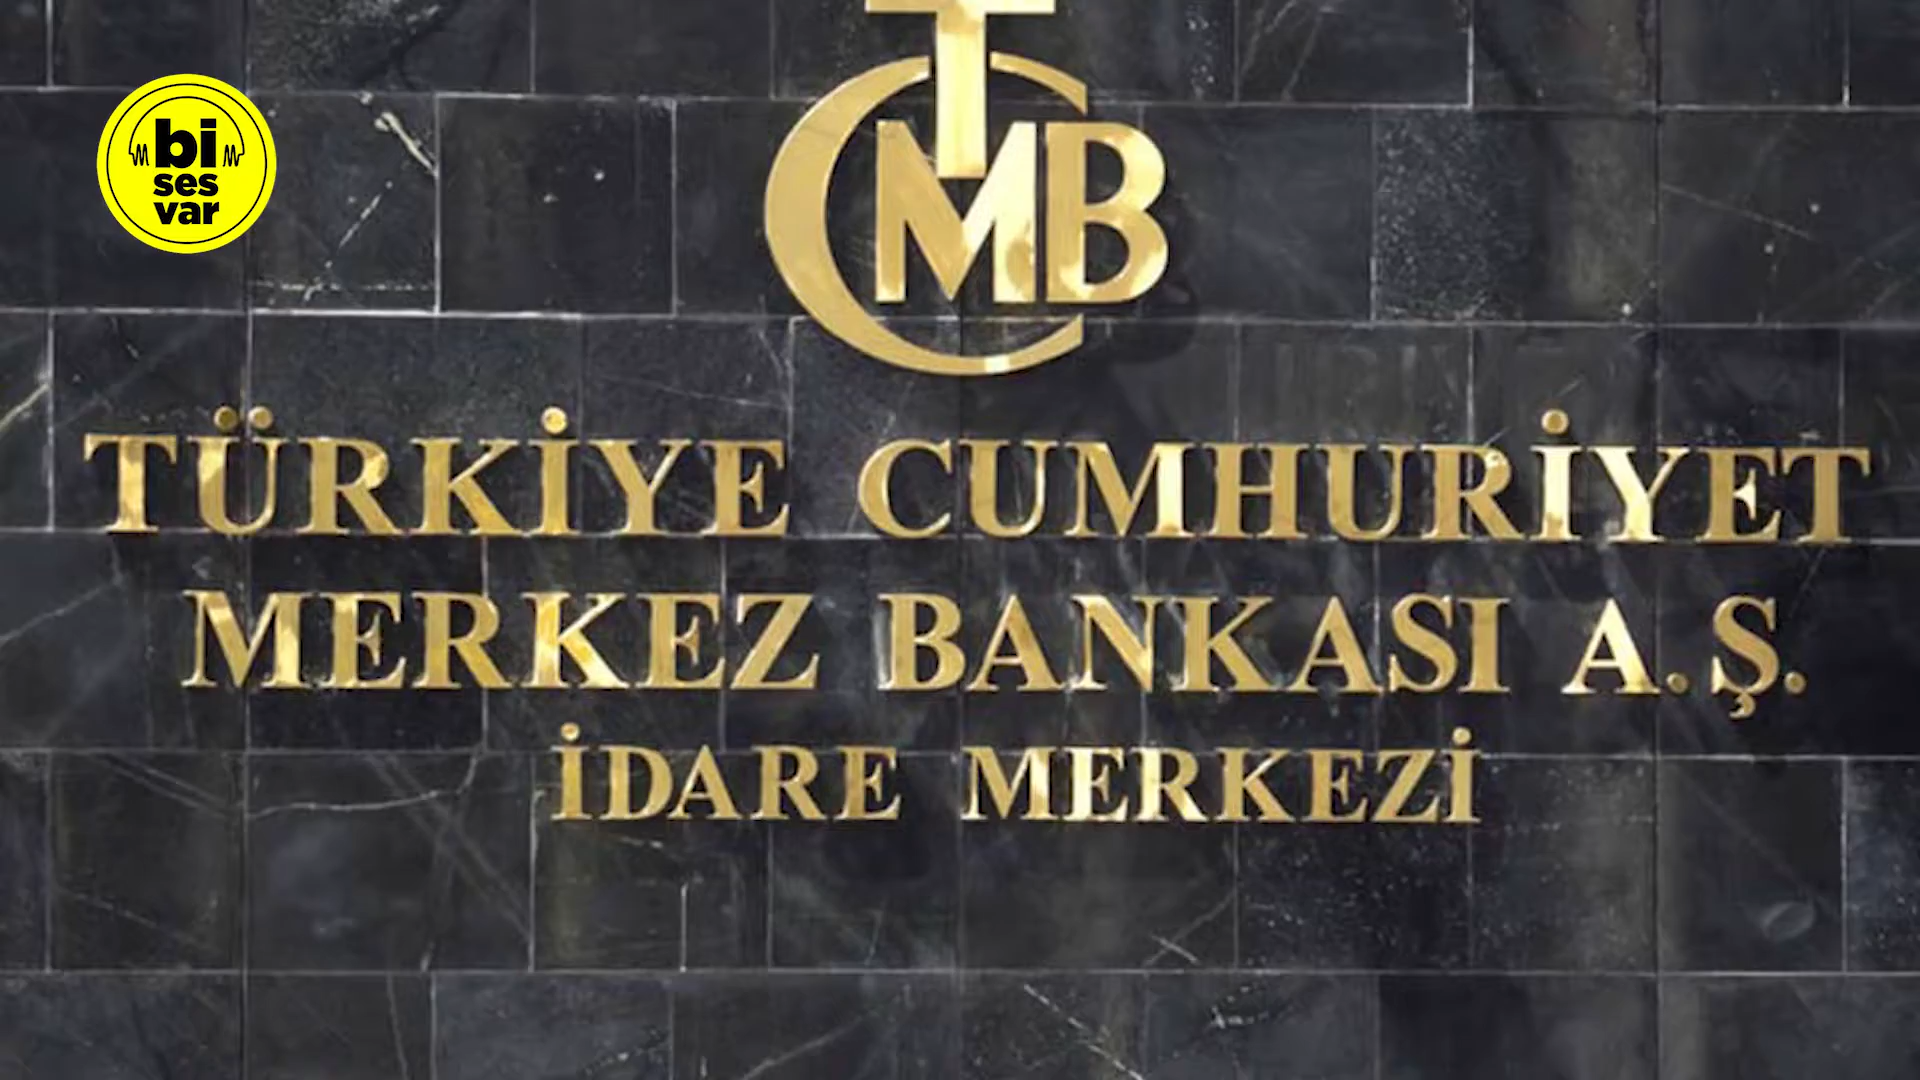 bi
ses
var
TCMB
TÜRKİYE CUMHURİYET
MERKEZ BANKASI A.Ş.
İDARE MERKEZİ